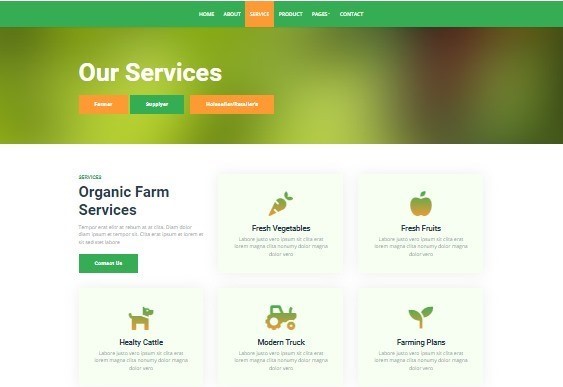 HOME ABOUT SERVICE PRODUCT PAGES CONTACT
Our Services
Farmer Supplyer Holeseller/Retailer's
SERVICES
Organic Farm
Services
Tempor erat elitr at rebum at at clita. Diam dolor
diam ipsum et tempor sit. Clita erat ipsum et lorem et
sit sed stet labore
Contact Us
Fresh Vegetables
Labore justo vero ipsum sit clita erat
lorem magna clita nonumy dolor magna
dolor vero
Fresh Fruits
Labore justo vero ipsum sit clita erat
lorem magna clita nonumy dolor magna
dolor vero
Healty Cattle
Labore justo vero ipsum sit clita erat
lorem magna clita nonumy dolor magna
dolor vero
Modern Truck
Labore justo vero ipsum sit clita erat
lorem magna clita nonumy dolor magna
dolor vero
Farming Plans
Labore justo vero ipsum sit clita erat
lorem magna clita nonumy dolor magna
dolor vero